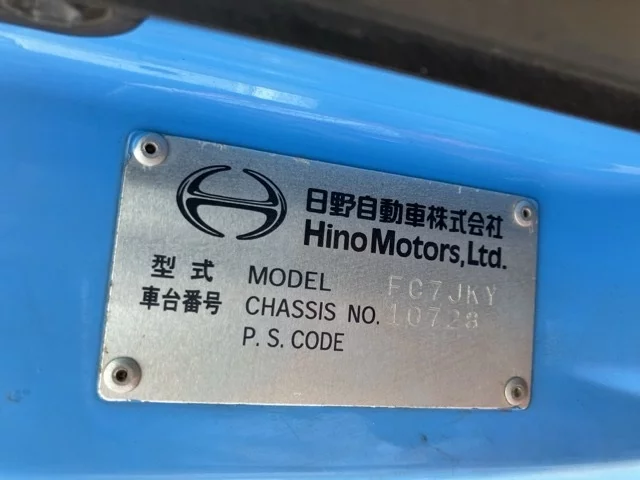 日野自動車株式会社
Hino Motors, Ltd.
型式 MODEL FC7JKY
車台番号 CHASSIS NO. 10723
P.S.CODE